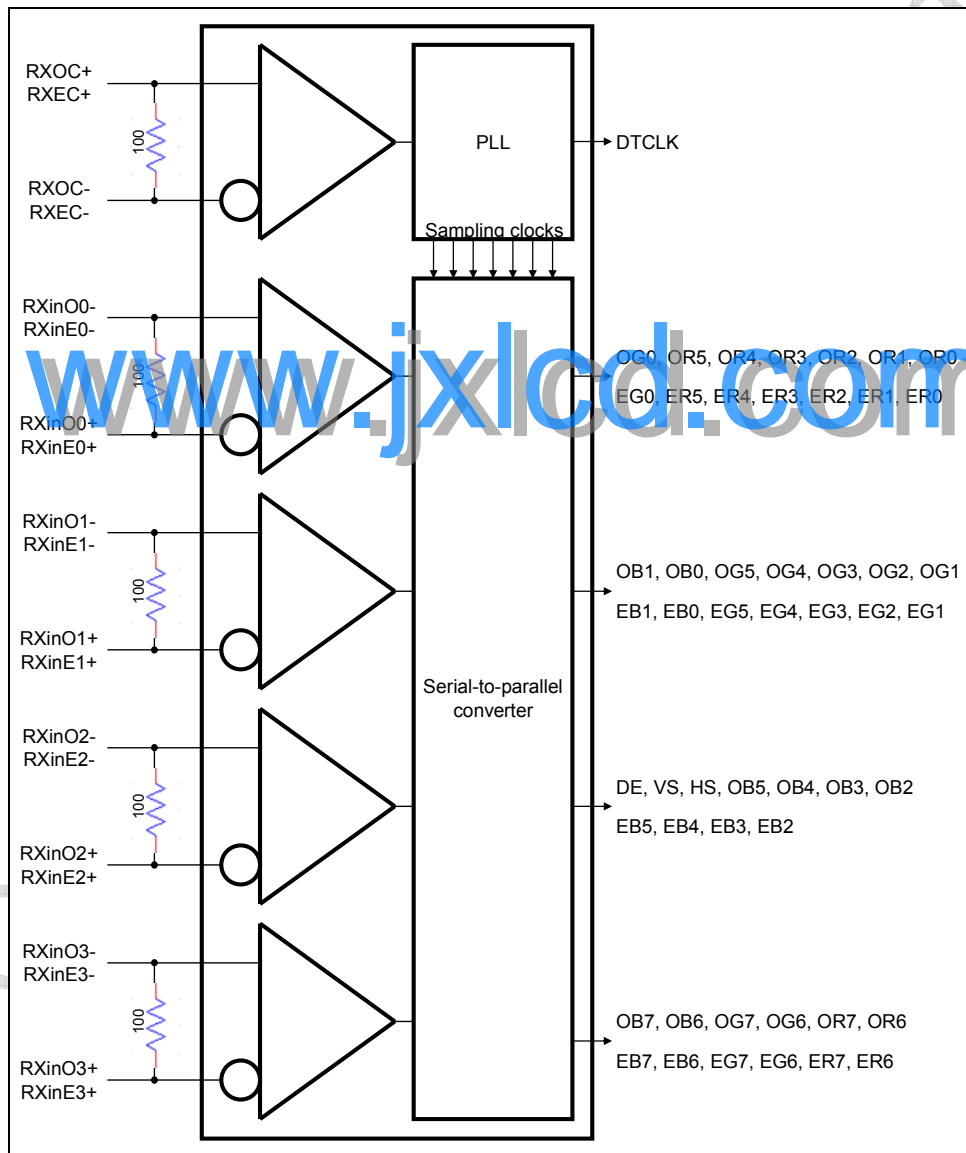 RXOC+
RXEC+
100
RXOC-
RXEC-
PLL
DTCLK
Sampling clocks
RXinO0-
RXinE0-
100
RXinO0+
RXinE0+
OG0, OR5, OR4, OR3, OR2, OR1, OR0
EG0, ER5, ER4, ER3, ER2, ER1, ER0
www.jxlcd.com
RXinO1-
RXinE1-
100
RXinO1+
RXinE1+
OB1, OB0, OG5, OG4, OG3, OG2, OG1
EB1, EB0, EG5, EG4, EG3, EG2, EG1
Serial-to-parallel
converter
RXinO2-
RXinE2-
100
RXinO2+
RXinE2+
DE, VS, HS, OB5, OB4, OB3, OB2
EB5, EB4, EB3, EB2
RXinO3-
RXinE3-
100
RXinO3+
RXinE3+
OB7, OB6, OG7, OG6, OR7, OR6
EB7, EB6, EG7, EG6, ER7, ER6